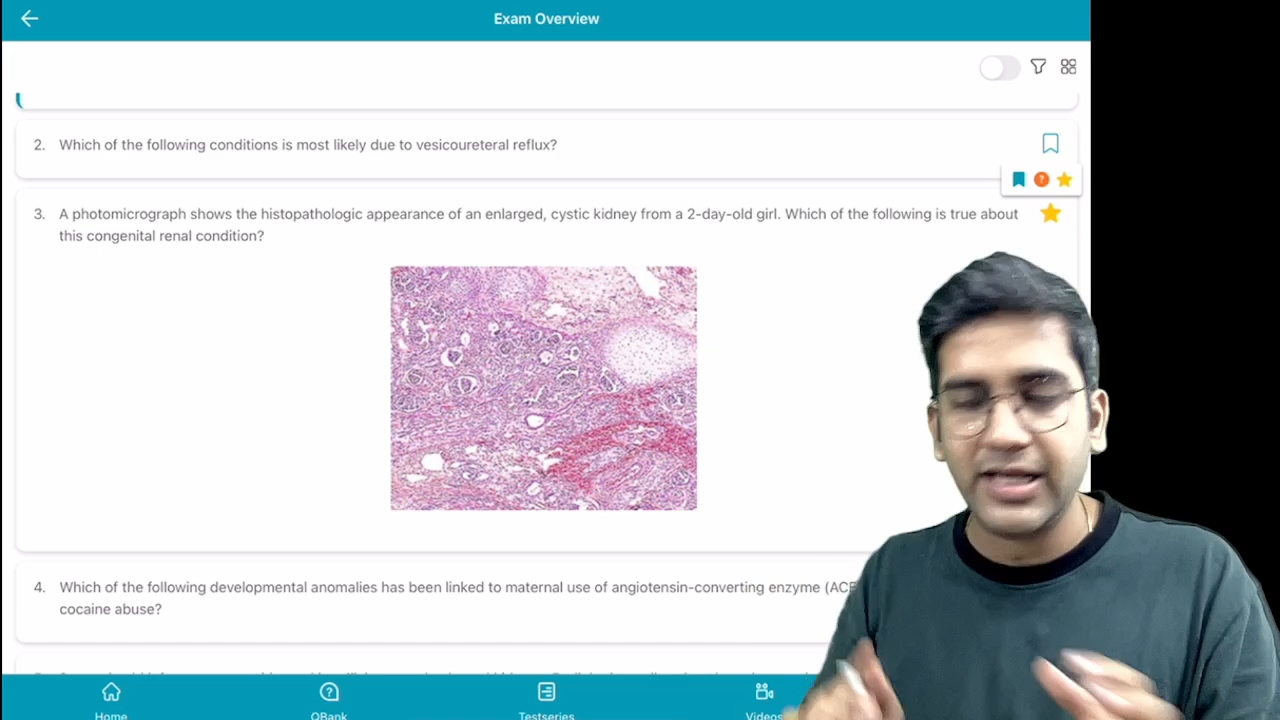 Exam Overview
2. Which of the following conditions is most likely due to vesicoureteral reflux?
3. A photomicrograph shows the histopathologic appearance of an enlarged, cystic kidney from a 2-day-old girl. Which of the following is true about
this congenital renal condition?
4. Which of the following developmental anomalies has been linked to maternal use of angiotensin-converting enzyme (ACE
cocaine abuse?
Home
QBank
Testseries
Videos